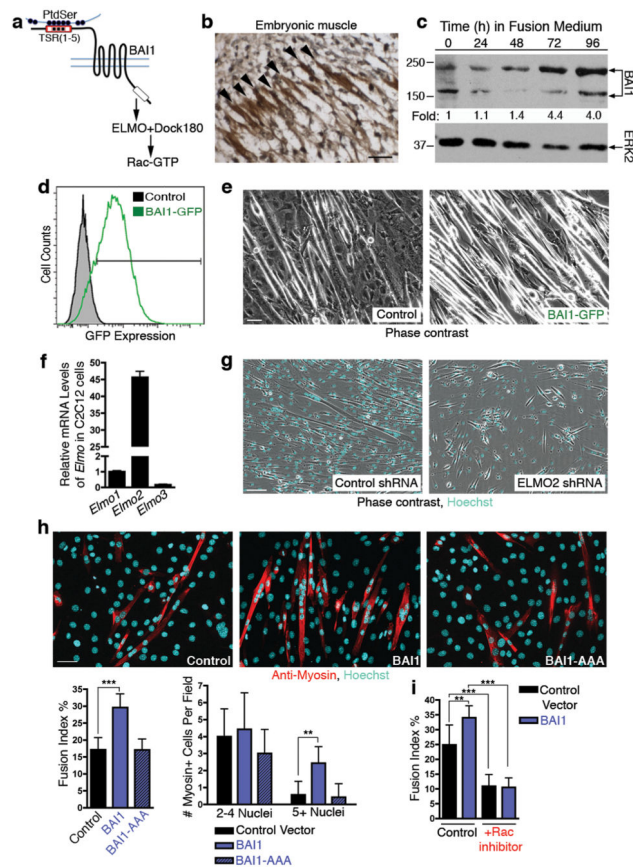 a
PtdSer
TSR(1-5)
BAI1
ELMO+Dock180
Rac-GTP
b
Embryonic muscle
c
Time (h) in Fusion Medium
0 24 48 72 96
250
150
BAI1
Fold: 1 1.1 1.4 4.4 4.0
37
ERK2
d
Control
BAI1-GFP
Cell Counts
GFP Expression
e
Control
BAI1-GFP
Phase contrast
f
Relative mRNA Levels
of Elmo in C2C12 cells
50
45
40
35
30
25
20
2
1
0
Elmo1
Elmo2
Elmo3
g
Control shRNA
ELMO2 shRNA
Phase contrast, Hoechst
h
Control
BAI1
BAI1-AAA
Anti-Myosin, Hoechst
Fusion Index %
40
35
30
25
20
15
10
5
0
***
Control
BAI1
BAI1-AAA
# Myosin+ Cells Per Field
7
6
5
4
3
2
1
0
**
2-4 Nuclei
5+ Nuclei
Control Vector
BAI1
BAI1-AAA
i
Fusion Index %
40
35
30
25
20
15
10
5
0
***
***
**
Control
Vector
BAI1
Control
+Rac
inhibitor